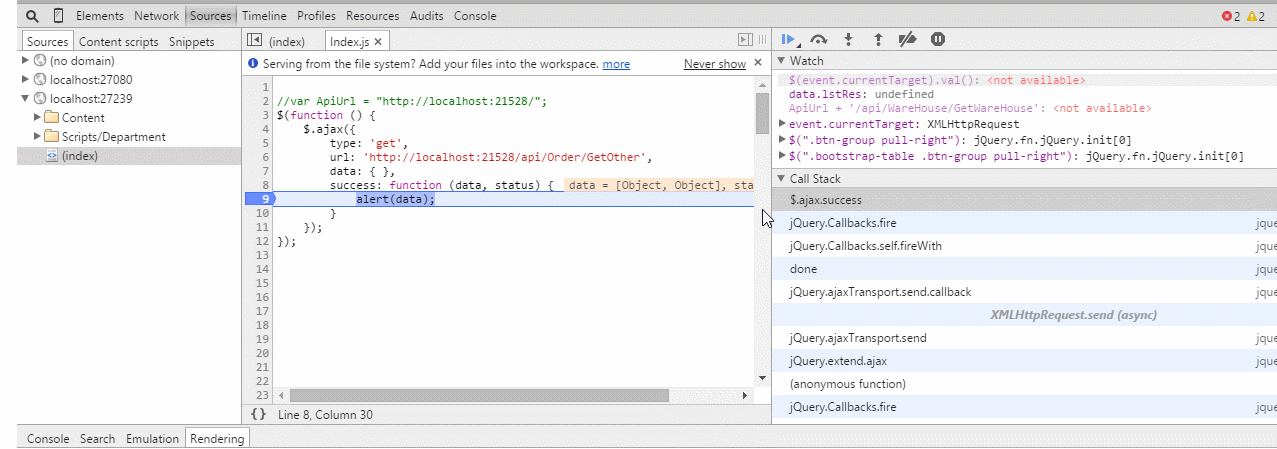 Elements Network Sources Timeline Profiles Resources Audits Console 2 2
Sources Content scripts Snippets
(no domain)
localhost:27080
localhost:27239
Content
Scripts/Department
(index)
(index) Index.js ×
Serving from the file system? Add your files into the workspace. more Never show ×
1
2 //var ApiUrl = "http://localhost:21528/";
3 $(function () {
4 $.ajax({
5 type: 'get',
6 url: 'http://localhost:21528/api/Order/GetOther',
7 data: { },
8 success: function (data, status) { data = [Object, Object], sta
9 alert(data);
10 }
11 });
12 });
13
14
15
16
17
18
19
20
21
22
23
{} Line 8, Column 30
Watch
$(event.currentTarget).val(): <not available>
data.lstRes: undefined
ApiUrl + '/api/WareHouse/GetWareHouse': <not available>
event.currentTarget: XMLHttpRequest
$(".btn-group pull-right"): jQuery.fn.jQuery.init[0]
$(".bootstrap-table .btn-group pull-right"): jQuery.fn.jQuery.init[0]
Call Stack
$.ajax.success
jQuery.Callbacks.fire jque
jQuery.Callbacks.self.fireWith jque
done jque
jQuery.ajaxTransport.send.callback jque
XMLHttpRequest.send (async)
jQuery.ajaxTransport.send jque
jQuery.extend.ajax jque
(anonymous function)
jQuery.Callbacks.fire jque
Console Search Emulation Rendering